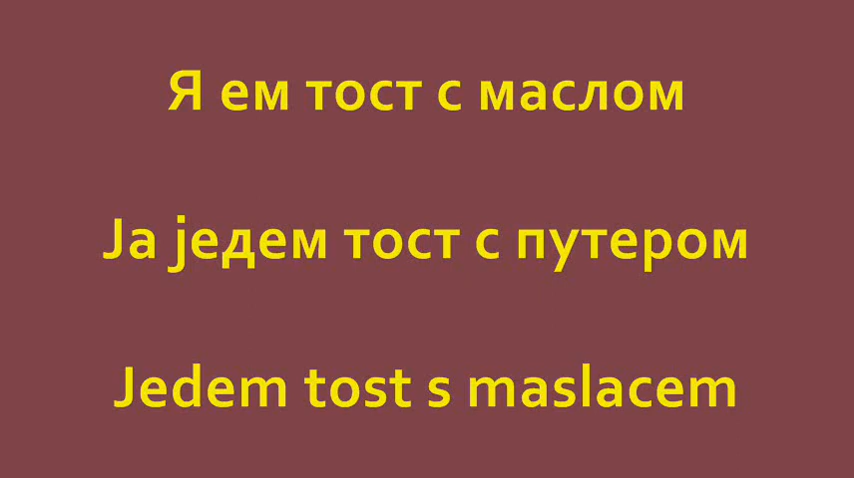 Я ем тост с маслом
Ја једем тост с путером
Jedem tost s maslacem